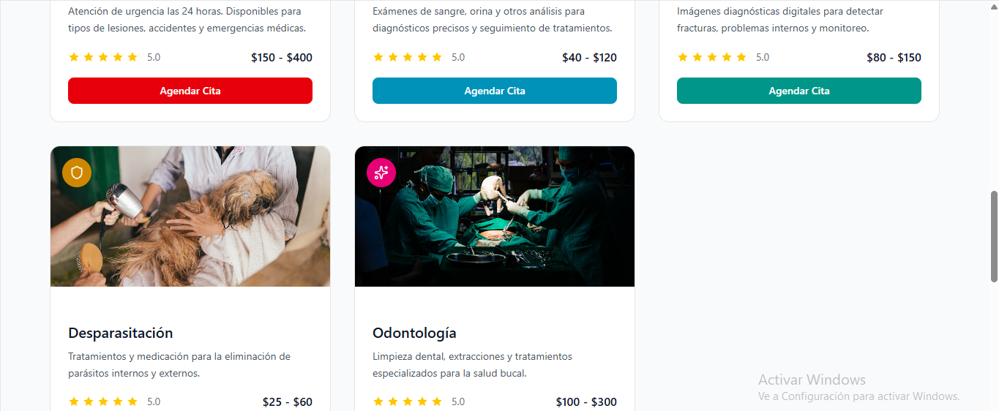 Atención de urgencia las 24 horas. Disponibles para
tipos de lesiones, accidentes y emergencias médicas.
5.0
$150 - $400
Agendar Cita
Exámenes de sangre, orina y otros análisis para
diagnósticos precisos y seguimiento de tratamientos.
5.0
$40 - $120
Agendar Cita
Imágenes diagnósticas digitales para detectar
fracturas, problemas internos y monitoreo.
5.0
$80 - $150
Agendar Cita
Desparasitación
Tratamientos y medicación para la eliminación de
parásitos internos y externos.
5.0
$25 - $60
Odontología
Limpieza dental, extracciones y tratamientos
especializados para la salud bucal.
5.0
$100 - $300
Activar Windows
Ve a Configuración para activar Windows.